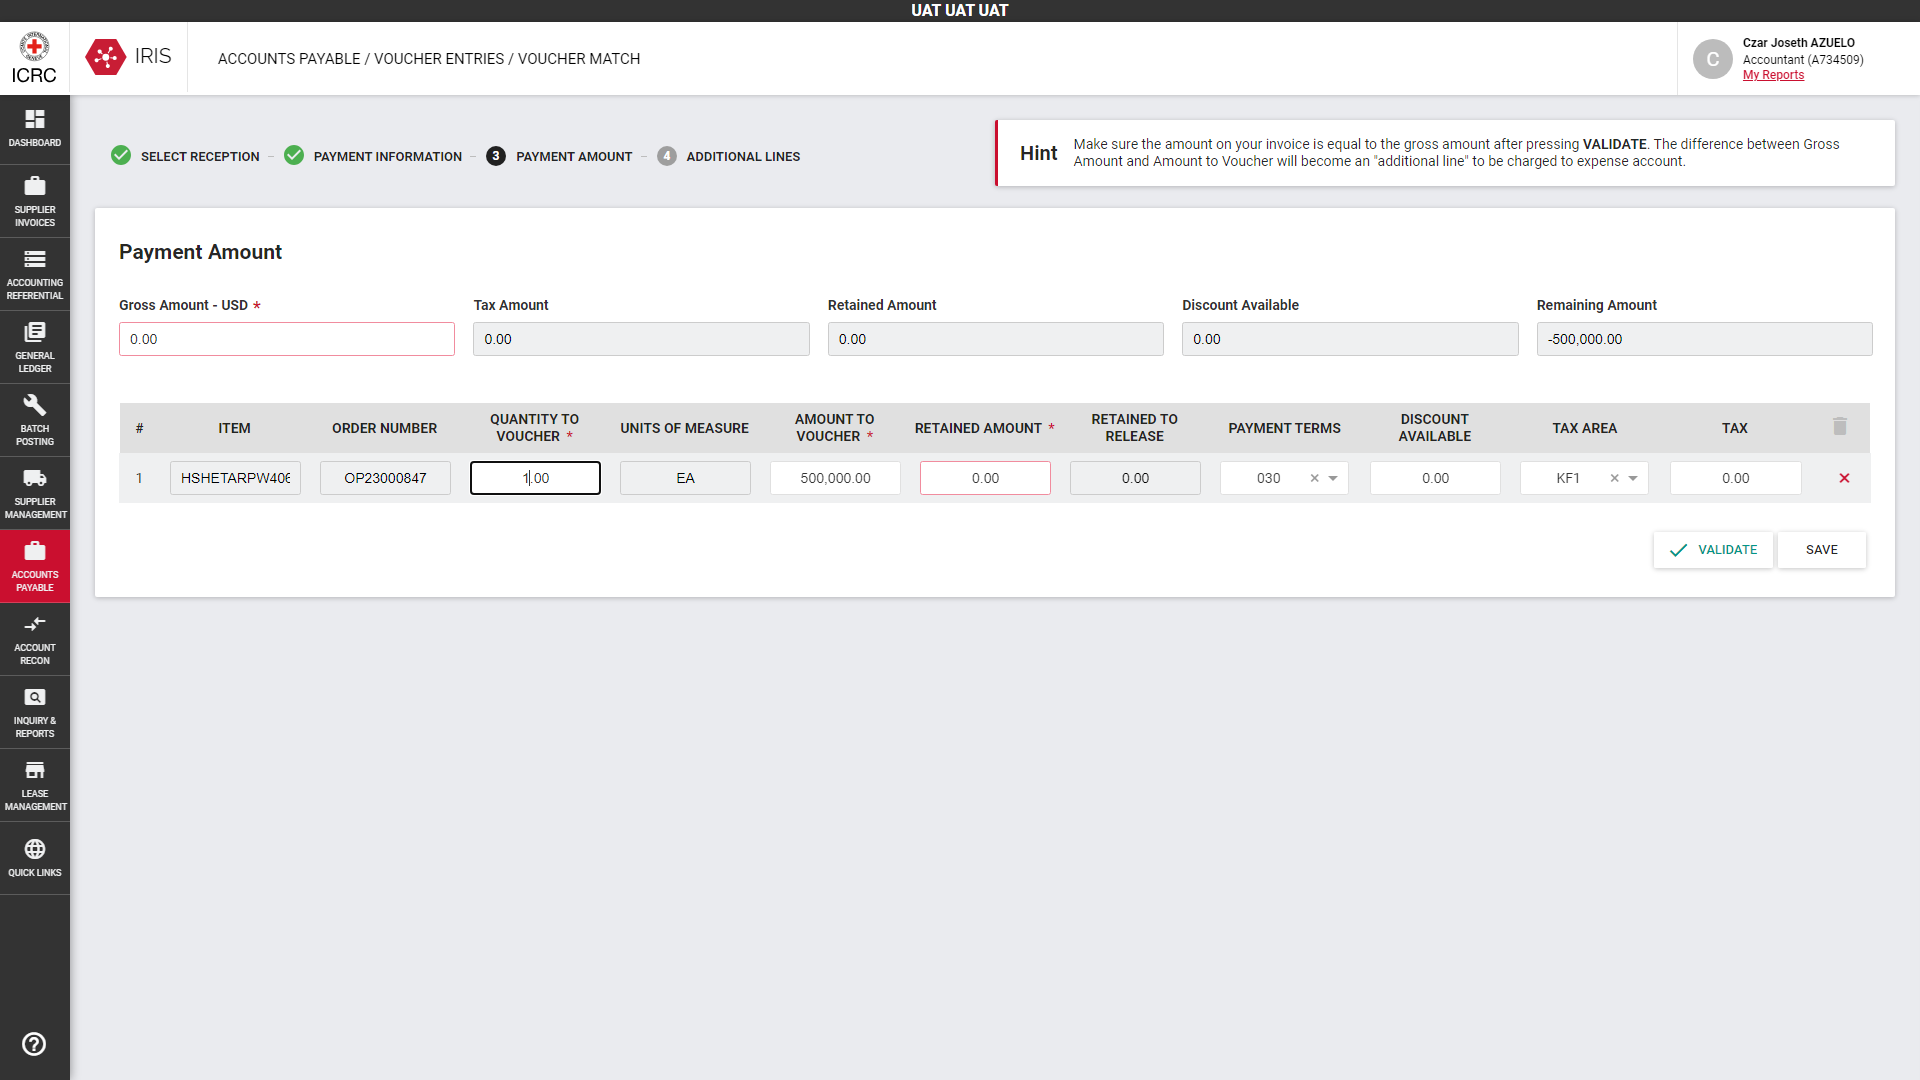 UAT UAT UAT
ICRC
IRIS
ACCOUNTS PAYABLE / VOUCHER ENTRIES / VOUCHER MATCH
C
Czar Joseth AZUELO
Accountant (A734509)
My Reports
DASHBOARD
SUPPLIER
INVOICES
ACCOUNTING
REFERENTIAL
GENERAL
LEDGER
BATCH
POSTING
SUPPLIER
MANAGEMENT
ACCOUNTS
PAYABLE
ACCOUNT
RECON
INQUIRY &
REPORTS
LEASE
MANAGEMENT
QUICK LINKS
SELECT RECEPTION
PAYMENT INFORMATION
3 PAYMENT AMOUNT
4 ADDITIONAL LINES
Hint
Make sure the amount on your invoice is equal to the gross amount after pressing VALIDATE. The difference between Gross
Amount and Amount to Voucher will become an "additional line" to be charged to expense account.
Payment Amount
Gross Amount - USD * Tax Amount Retained Amount Discount Available Remaining Amount
0.00 0.00 0.00 0.00 -500,000.00
# ITEM ORDER NUMBER QUANTITY TO VOUCHER * UNITS OF MEASURE AMOUNT TO VOUCHER * RETAINED AMOUNT * RETAINED TO RELEASE PAYMENT TERMS DISCOUNT AVAILABLE TAX AREA TAX
1 HSHETARPW406 OP23000847 1.00 EA 500,000.00 0.00 0.00 030 0.00 KF1 0.00
VALIDATE SAVE